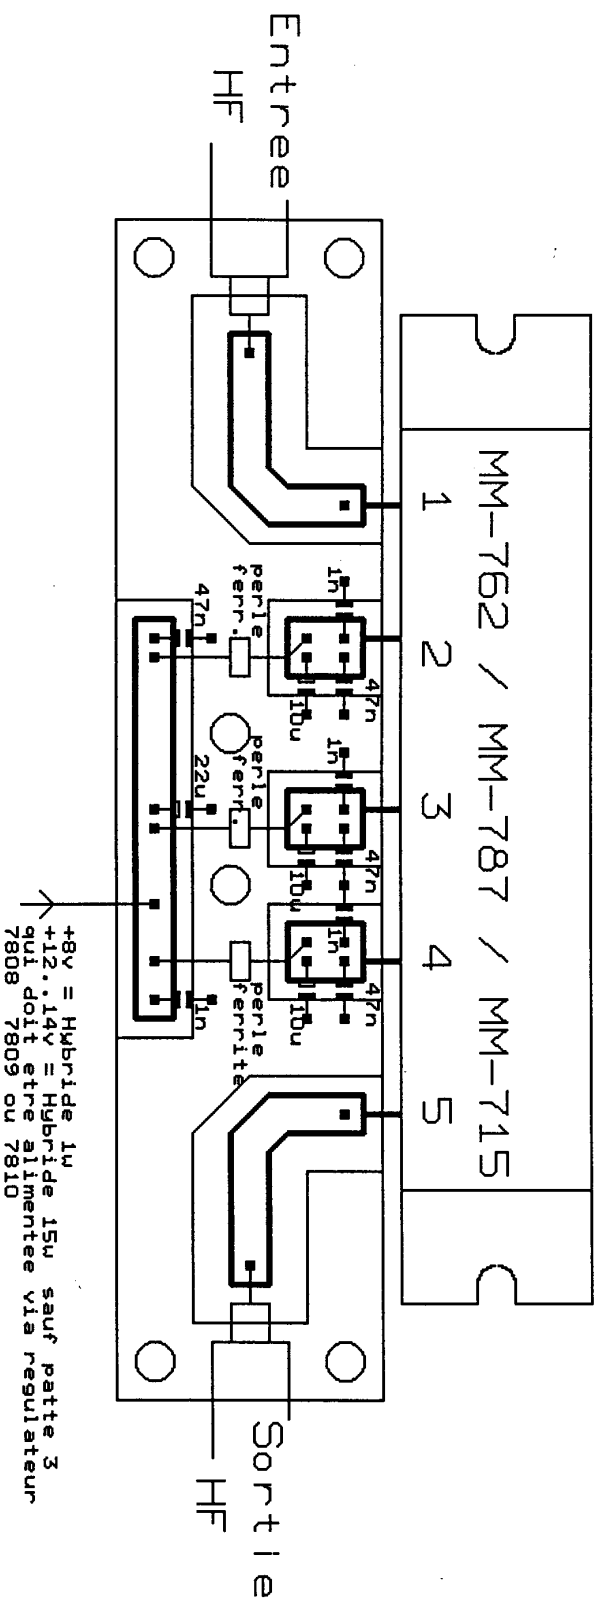 Entree
HF
MM-762 / MM-787 / MM-715
1
2
3
4
5
1n
47n
10u
1n
47n
10u
1n
47n
10u
perle
ferr.
perle
ferr.
perle
ferrite
47n
22u
1n
Sortie
HF
+8v = Hybride 1w
+12..14v = Hybride 15w sauf patte 3
qui doit etre alimentee via regulateur
7808 7809 ou 7810